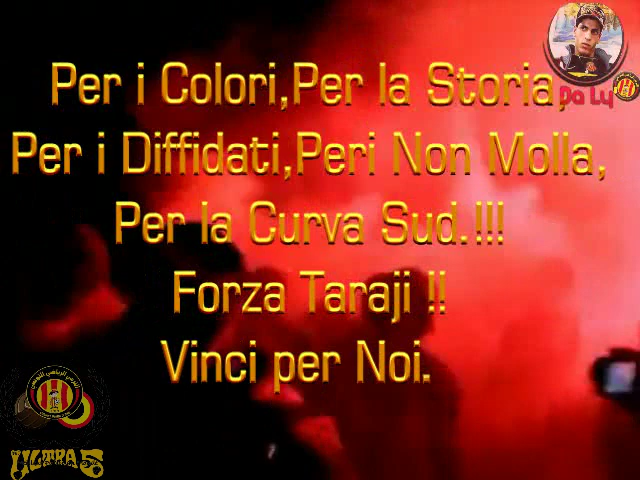 Per i Colori,Per la Storia,
Per i Diffidati,Peri Non Molla,
Per la Curva Sud.!!!
Forza Taraji !!
Vinci per Noi.
Da Ly
ULTRAS